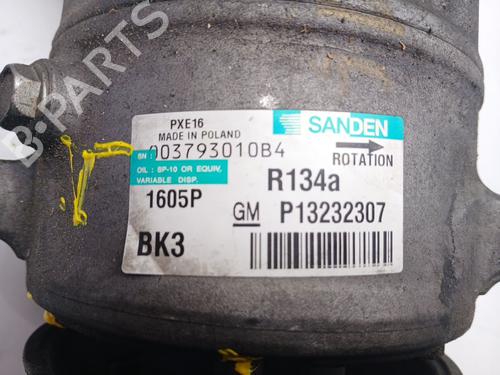 PXE16
MADE IN POLAND
SANDEN
SN: 003793010B4
ROTATION
OIL : SP-10 OR EQUIV,
VARIABLE DISP.
R134a
1605P
GM P13232307
BK3
B-PARTS